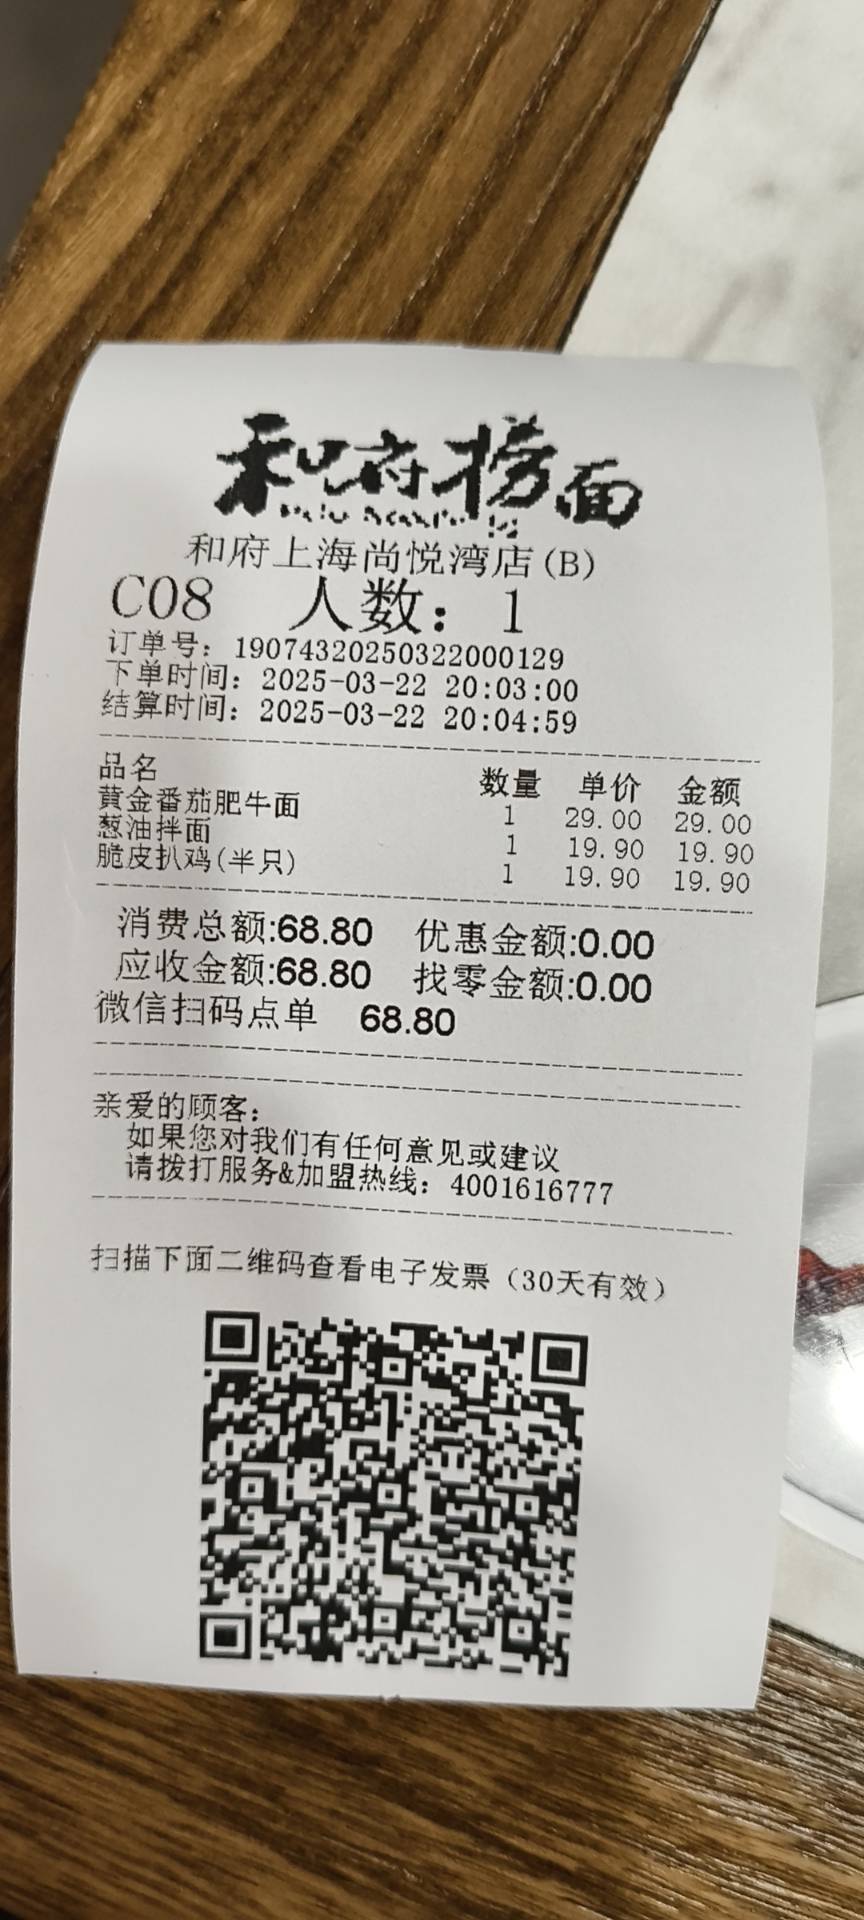 和府捞面
和府上海尚悦湾店(B)
C08 人数: 1
订单号: 19074320250322000129
下单时间: 2025-03-22 20:03:00
结算时间: 2025-03-22 20:04:59
品名 数量 单价 金额
黄金番茄肥牛面 1 29.00 29.00
葱油拌面 1 19.90 19.90
脆皮扒鸡(半只) 1 19.90 19.90
消费总额:68.80 优惠金额:0.00
应收金额:68.80 找零金额:0.00
微信扫码点单 68.80
亲爱的顾客:
如果您对我们有任何意见或建议
请拨打服务&加盟热线: 4001616777
扫描下面二维码查看电子发票（30天有效）